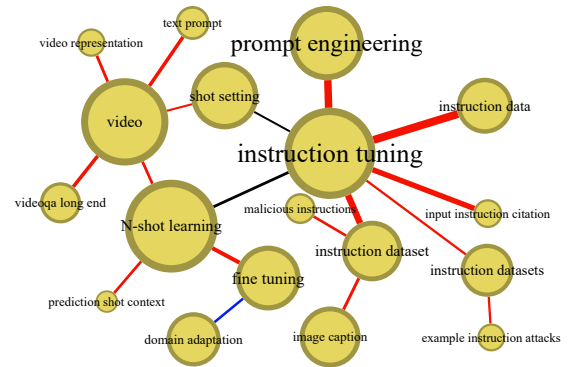 text prompt
video representation
prompt engineering
shot setting
instruction data
video
instruction tuning
videoqa long end
malicious instructions
input instruction citation
N-shot learning
instruction dataset
instruction datasets
fine tuning
prediction shot context
domain adaptation
image caption
example instruction attacks